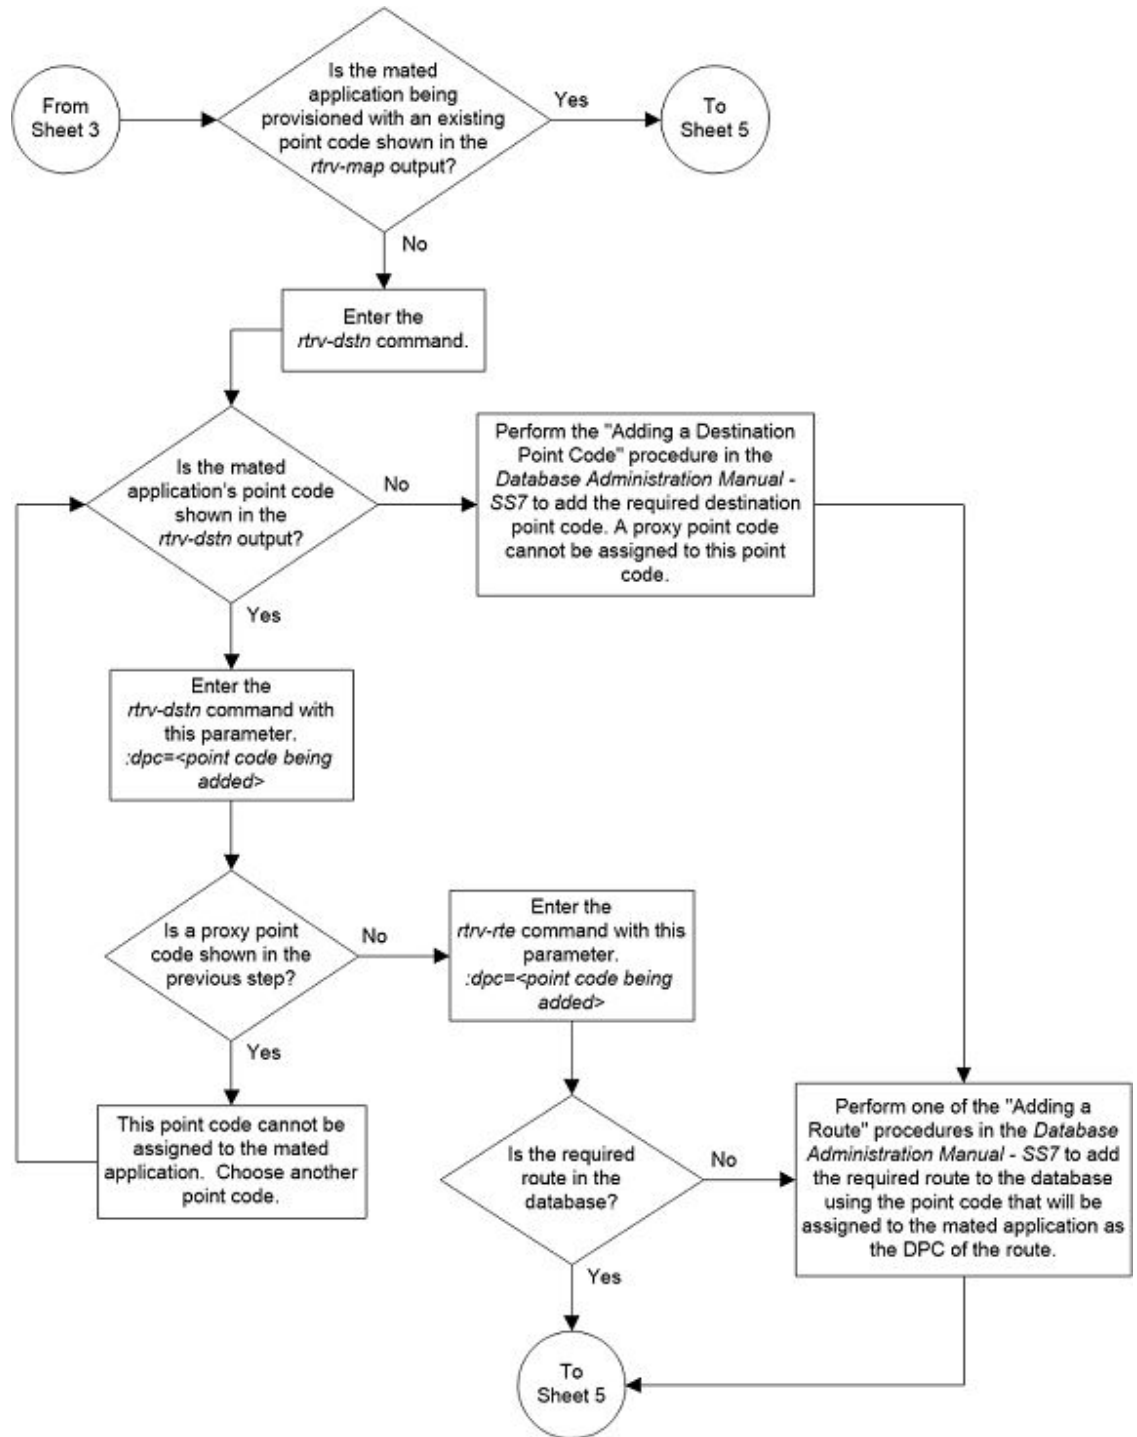 From
Sheet 3
Is the mated
application being
provisioned with an existing
point code shown in the
rtrv-map output?
Yes
To
Sheet 5
No
Enter the
rtrv-dstn command.
Is the mated
application's point code
shown in the
rtrv-dstn output?
No
Perform the "Adding a Destination
Point Code" procedure in the
Database Administration Manual -
SS7 to add the required destination
point code. A proxy point code
cannot be assigned to this point
code.
Yes
Enter the
rtrv-dstn command with
this parameter.
:dpc=<point code being
added>
Is a proxy point
code shown in the
previous step?
No
Enter the
rtrv-rte command with this
parameter.
:dpc=<point code being
added>
Yes
This point code cannot be
assigned to the mated
application. Choose another
point code.
Is the required
route in the
database?
No
Perform one of the "Adding a
Route" procedures in the Database
Administration Manual - SS7 to add
the required route to the database
using the point code that will be
assigned to the mated application as
the DPC of the route.
Yes
To
Sheet 5